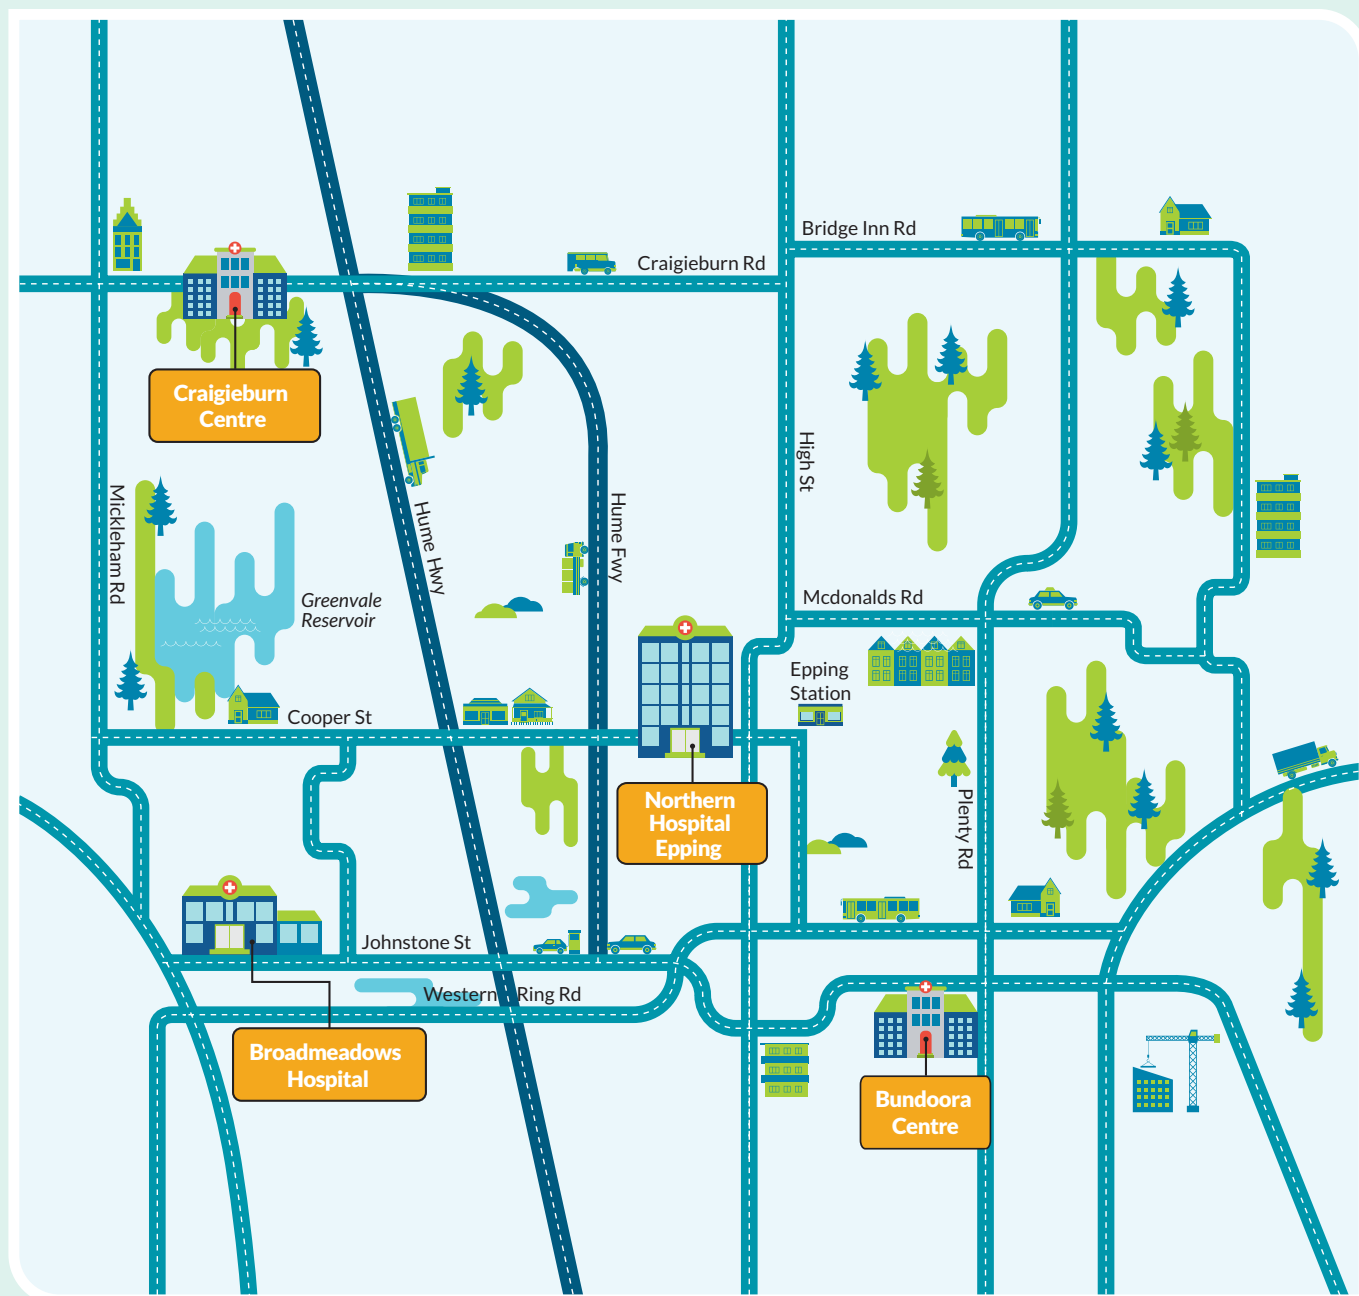 Bridge Inn Rd
Craigieburn Rd
Craigieburn
Centre
High St
Mickleham Rd
Hume Hwy
Hume Fwy
Greenvale
Reservoir
Mcdonalds Rd
Epping
Station
Cooper St
Northern
Hospital
Epping
Plenty Rd
Johnstone St
Western Ring Rd
Broadmeadows
Hospital
Bundoora
Centre